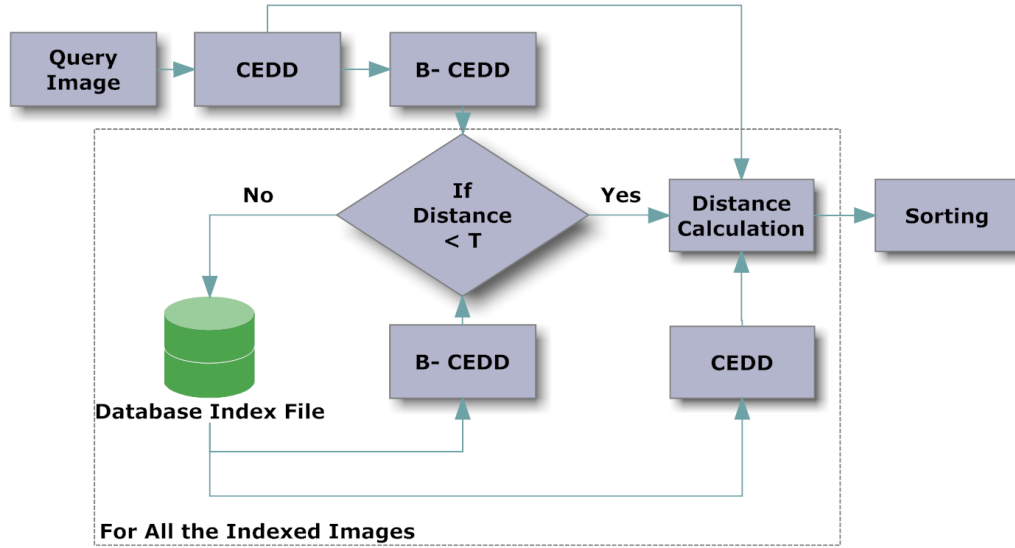 Query
Image
CEDD
B- CEDD
No
If
Distance
< T
Yes
Distance
Calculation
Sorting
B- CEDD
CEDD
Database Index File
For All the Indexed Images